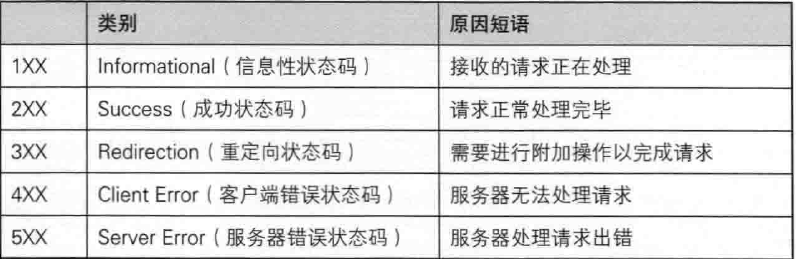 类别 原因短语
1XX Informational（信息性状态码） 接收的请求正在处理
2XX Success（成功状态码） 请求正常处理完毕
3XX Redirection（重定向状态码） 需要进行附加操作以完成请求
4XX Client Error（客户端错误状态码） 服务器无法处理请求
5XX Server Error（服务器错误状态码） 服务器处理请求出错